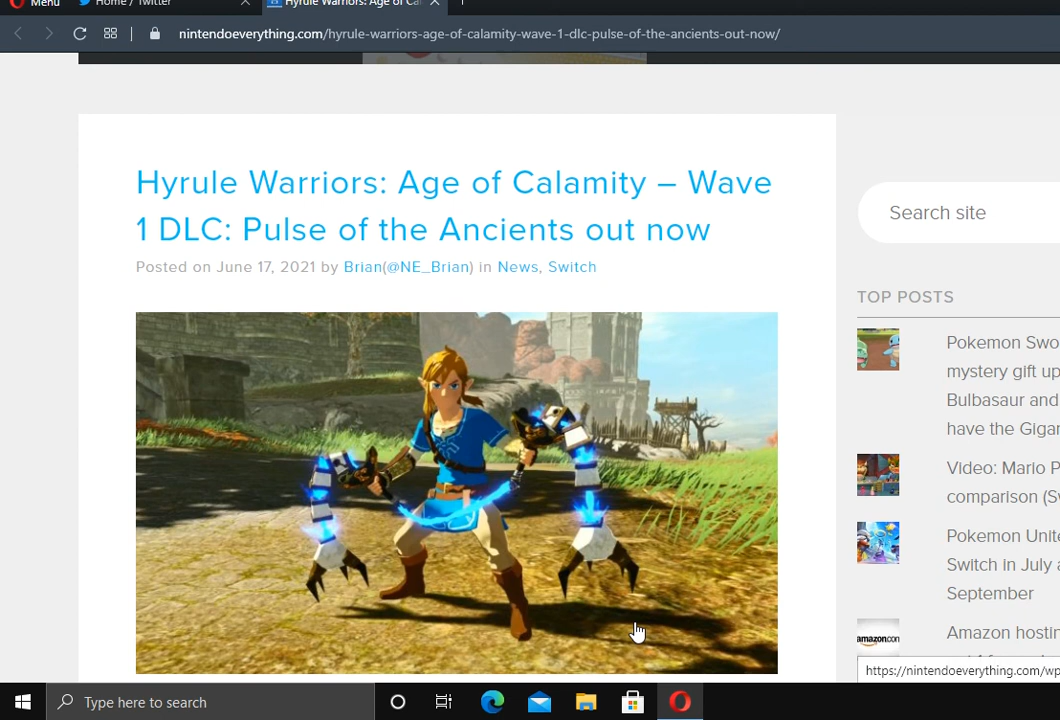 Menu
Home / Twitter
Hyrule Warriors: Age of Ca
nintendoeverything.com/hyrule-warriors-age-of-calamity-wave-1-dlc-pulse-of-the-ancients-out-now/
Hyrule Warriors: Age of Calamity – Wave
1 DLC: Pulse of the Ancients out now
Posted on June 17, 2021 by Brian(@NE_Brian) in News, Switch
Search site
TOP POSTS
Pokemon Swo
mystery gift up
Bulbasaur and
have the Gigar
Video: Mario P
comparison (Sv
Pokemon Unite
Switch in July a
September
Amazon hostin
amazon.com
https://nintendoeverything.com/wp
Type here to search